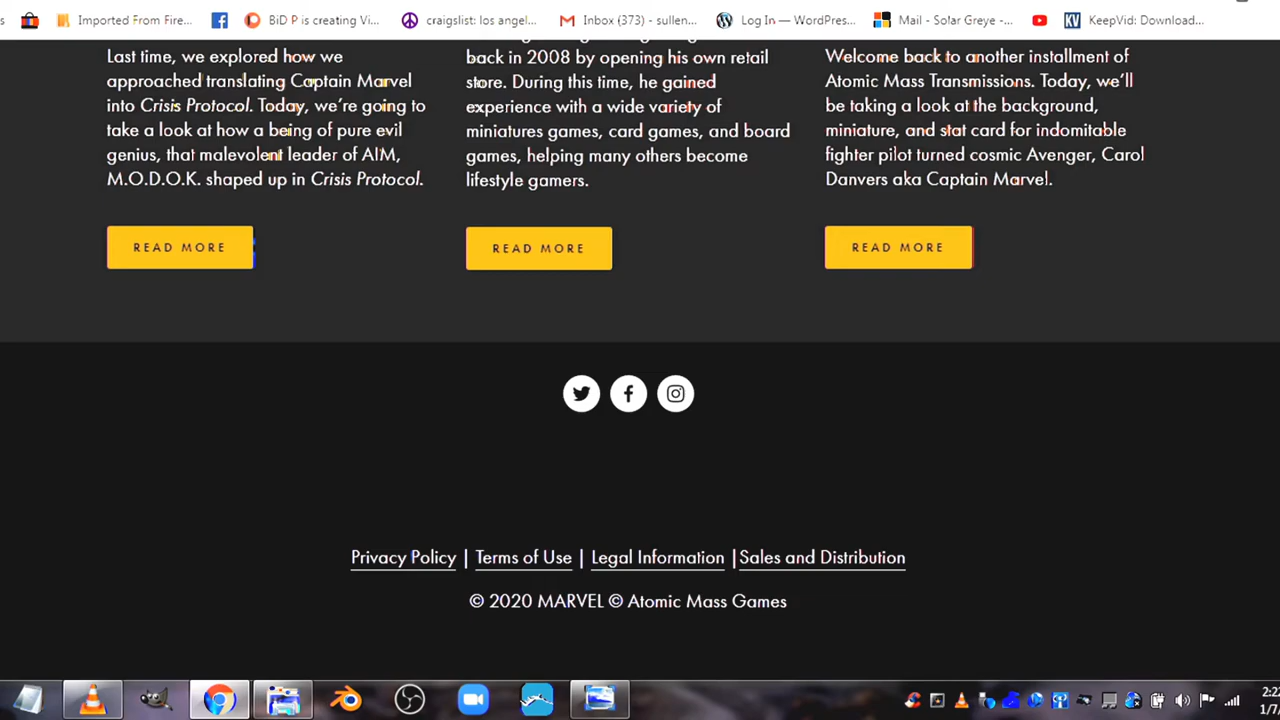 Imported From Fire... BiD P is creating Vi... craigslist: los angel... Inbox (373) - sullen... Log In — WordPres... Mail - Solar Greye -... KV KeepVid: Download...
Last time, we explored how we
approached translating Captain Marvel
into Crisis Protocol. Today, we're going to
take a look at how a being of pure evil
genius, that malevolent leader of AIM,
M.O.D.O.K. shaped up in Crisis Protocol.
READ MORE
back in 2008 by opening his own retail
store. During this time, he gained
experience with a wide variety of
miniatures games, card games, and board
games, helping many others become
lifestyle gamers.
READ MORE
Welcome back to another installment of
Atomic Mass Transmissions. Today, we'll
be taking a look at the background,
miniature, and stat card for indomitable
fighter pilot turned cosmic Avenger, Carol
Danvers aka Captain Marvel.
READ MORE
Privacy Policy | Terms of Use | Legal Information |Sales and Distribution
© 2020 MARVEL © Atomic Mass Games
2:22
1/7/